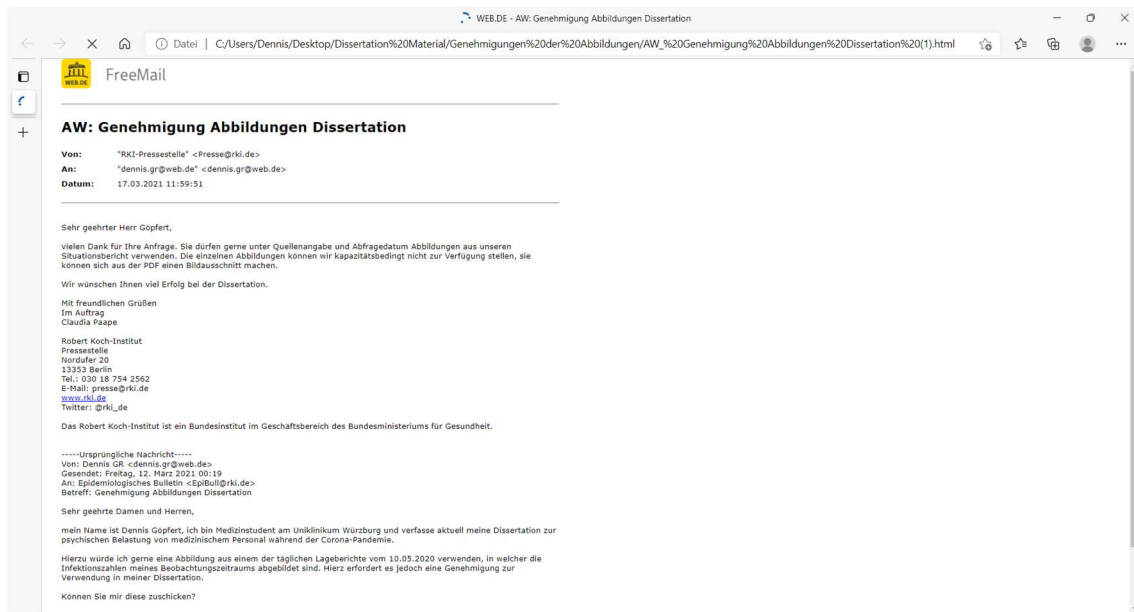 WEB.DE - AW: Genehmigung Abbildungen Dissertation
Datei | C:/Users/Dennis/Desktop/Dissertation%20Material/Genehmigungen%20der%20Abbildungen/AW_%20Genehmigung%20Abbildungen%20Dissertation%20(1).html
WEB.DE FreeMail
AW: Genehmigung Abbildungen Dissertation
Von: "RKI-Pressestelle" <Presse@rki.de>
An: "dennis.gr@web.de" <dennis.gr@web.de>
Datum: 17.03.2021 11:59:51
Sehr geehrter Herr Göpfert,
vielen Dank für Ihre Anfrage. Sie dürfen gerne unter Quellenangabe und Abfragedatum Abbildungen aus unseren
Situationsbericht verwenden. Die einzelnen Abbildungen können wir kapazitätsbedingt nicht zur Verfügung stellen, sie
können sich aus der PDF einen Bildausschnitt machen.
Wir wünschen Ihnen viel Erfolg bei der Dissertation.
Mit freundlichen Grüßen
Im Auftrag
Claudia Paape
Robert Koch-Institut
Pressestelle
Nordufer 20
13353 Berlin
Tel.: 030 18 754 2562
E-Mail: presse@rki.de
www.rki.de
Twitter: @rki_de
Das Robert Koch-Institut ist ein Bundesinstitut im Geschäftsbereich des Bundesministeriums für Gesundheit.
-----Ursprüngliche Nachricht-----
Von: Dennis GR <dennis.gr@web.de>
Gesendet: Freitag, 12. März 2021 00:19
An: Epidemiologisches Bulletin <EpiBull@rki.de>
Betreff: Genehmigung Abbildungen Dissertation
Sehr geehrte Damen und Herren,
mein Name ist Dennis Göpfert, ich bin Medizinstudent am Uniklinikum Würzburg und verfasse aktuell meine Dissertation zur
psychischen Belastung von medizinischem Personal während der Corona-Pandemie.
Hierzu würde ich gerne eine Abbildung aus einem der täglichen Lageberichte vom 10.05.2020 verwenden, in welcher die
Infektionszahlen meines Beobachtungszeitraums abgebildet sind. Hierz erfordert es jedoch eine Genehmigung zur
Verwendung in meiner Dissertation.
Können Sie mir diese zuschicken?